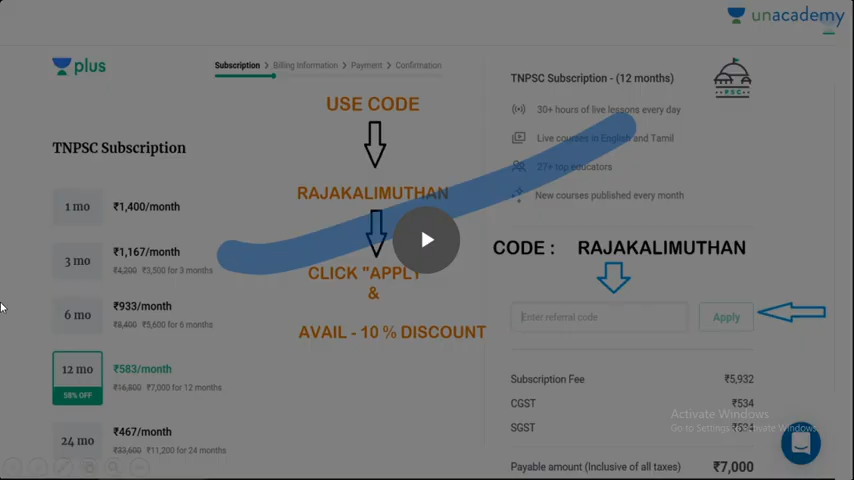 unacademy
plus
Subscription > Billing Information > Payment > Confirmation
TNPSC Subscription
1 mo ₹1,400/month
3 mo ₹1,167/month
₹4,200 ₹3,500 for 3 months
6 mo ₹933/month
₹8,400 ₹5,600 for 6 months
12 mo ₹583/month
58% OFF ₹16,800 ₹7,000 for 12 months
24 mo ₹467/month
₹33,600 ₹11,200 for 24 months
USE CODE
RAJAKALIMUTHAN
CLICK "APPLY"
&
AVAIL - 10 % DISCOUNT
TNPSC Subscription - (12 months)
PSC
30+ hours of live lessons every day
Live courses in English and Tamil
27+ top educators
New courses published every month
CODE : RAJAKALIMUTHAN
Enter referral code Apply
Subscription Fee ₹5,932
CGST ₹534
SGST ₹534
Payable amount (Inclusive of all taxes) ₹7,000
Activate Windows
Go to Settings to activate Windows.